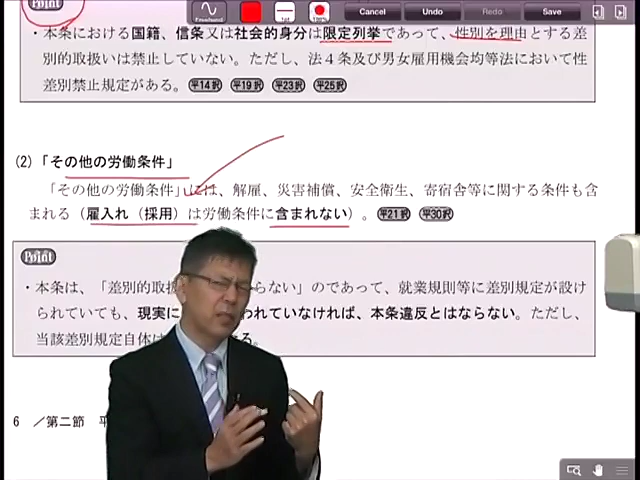 Freehand
1pt
100%
Cancel
Undo
Redo
Save
Point
・本条における国籍、信条又は社会的身分は限定列挙であって、性別を理由とする差
別的取扱いは禁止していない。ただし、法4条及び男女雇用機会均等法において性
差別禁止規定がある。平14択 平19択 平23択 平25択
(2)「その他の労働条件」
「その他の労働条件」には、解雇、災害補償、安全衛生、寄宿舎等に関する条件も含
まれる（雇入れ（採用）は労働条件に含まれない）。平21択 平30択
Point
・本条は、「差別的取扱 らない」のであって、就業規則等に差別規定が設け
られていても、現実に われていなければ、本条違反とはならない。ただし、
当該差別規定自体は る。
6 ／第二節 平